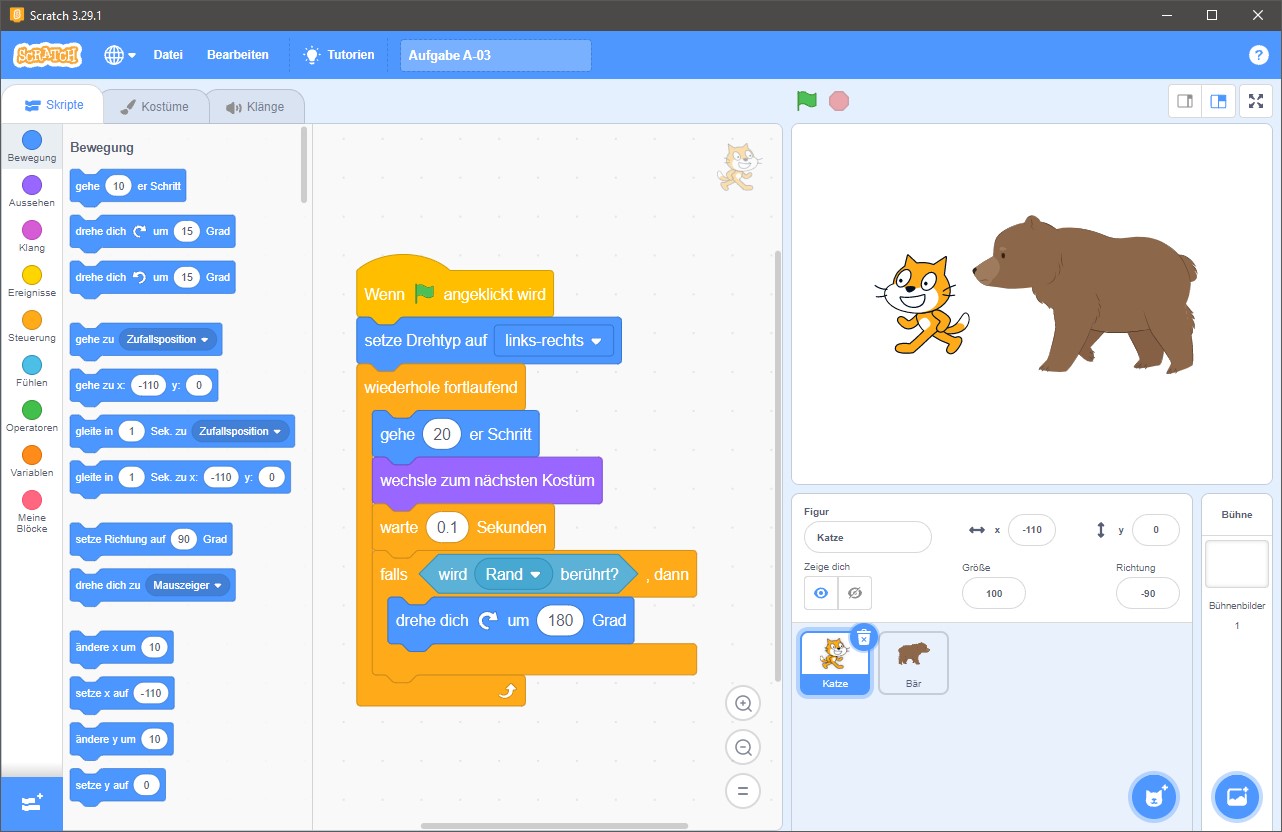 Scratch 3.29.1
SCRATCH Datei Bearbeiten Tutorien Aufgabe A-03 ?
Skripte Kostüme Klänge
Bewegung
Aussehen
Klang
Ereignisse
Steuerung
Fühlen
Operatoren
Variablen
Meine
Blöcke
Bewegung
gehe 10 er Schritt
drehe dich um 15 Grad
drehe dich um 15 Grad
gehe zu Zufallsposition
gehe zu x: -110 y: 0
gleite in 1 Sek. zu Zufallsposition
gleite in 1 Sek. zu x: -110 y: 0
setze Richtung auf 90 Grad
drehe dich zu Mauszeiger
ändere x um 10
setze x auf -110
ändere y um 10
setze y auf 0
Wenn angeklickt wird
setze Drehtyp auf links-rechts
wiederhole fortlaufend
gehe 20 er Schritt
wechsle zum nächsten Kostüm
warte 0.1 Sekunden
falls wird Rand berührt? , dann
drehe dich um 180 Grad
Figur
Katze x -110 y 0
Zeige dich Größe Richtung
100 -90
Katze Bär
Bühne
Bühnenbilder
1